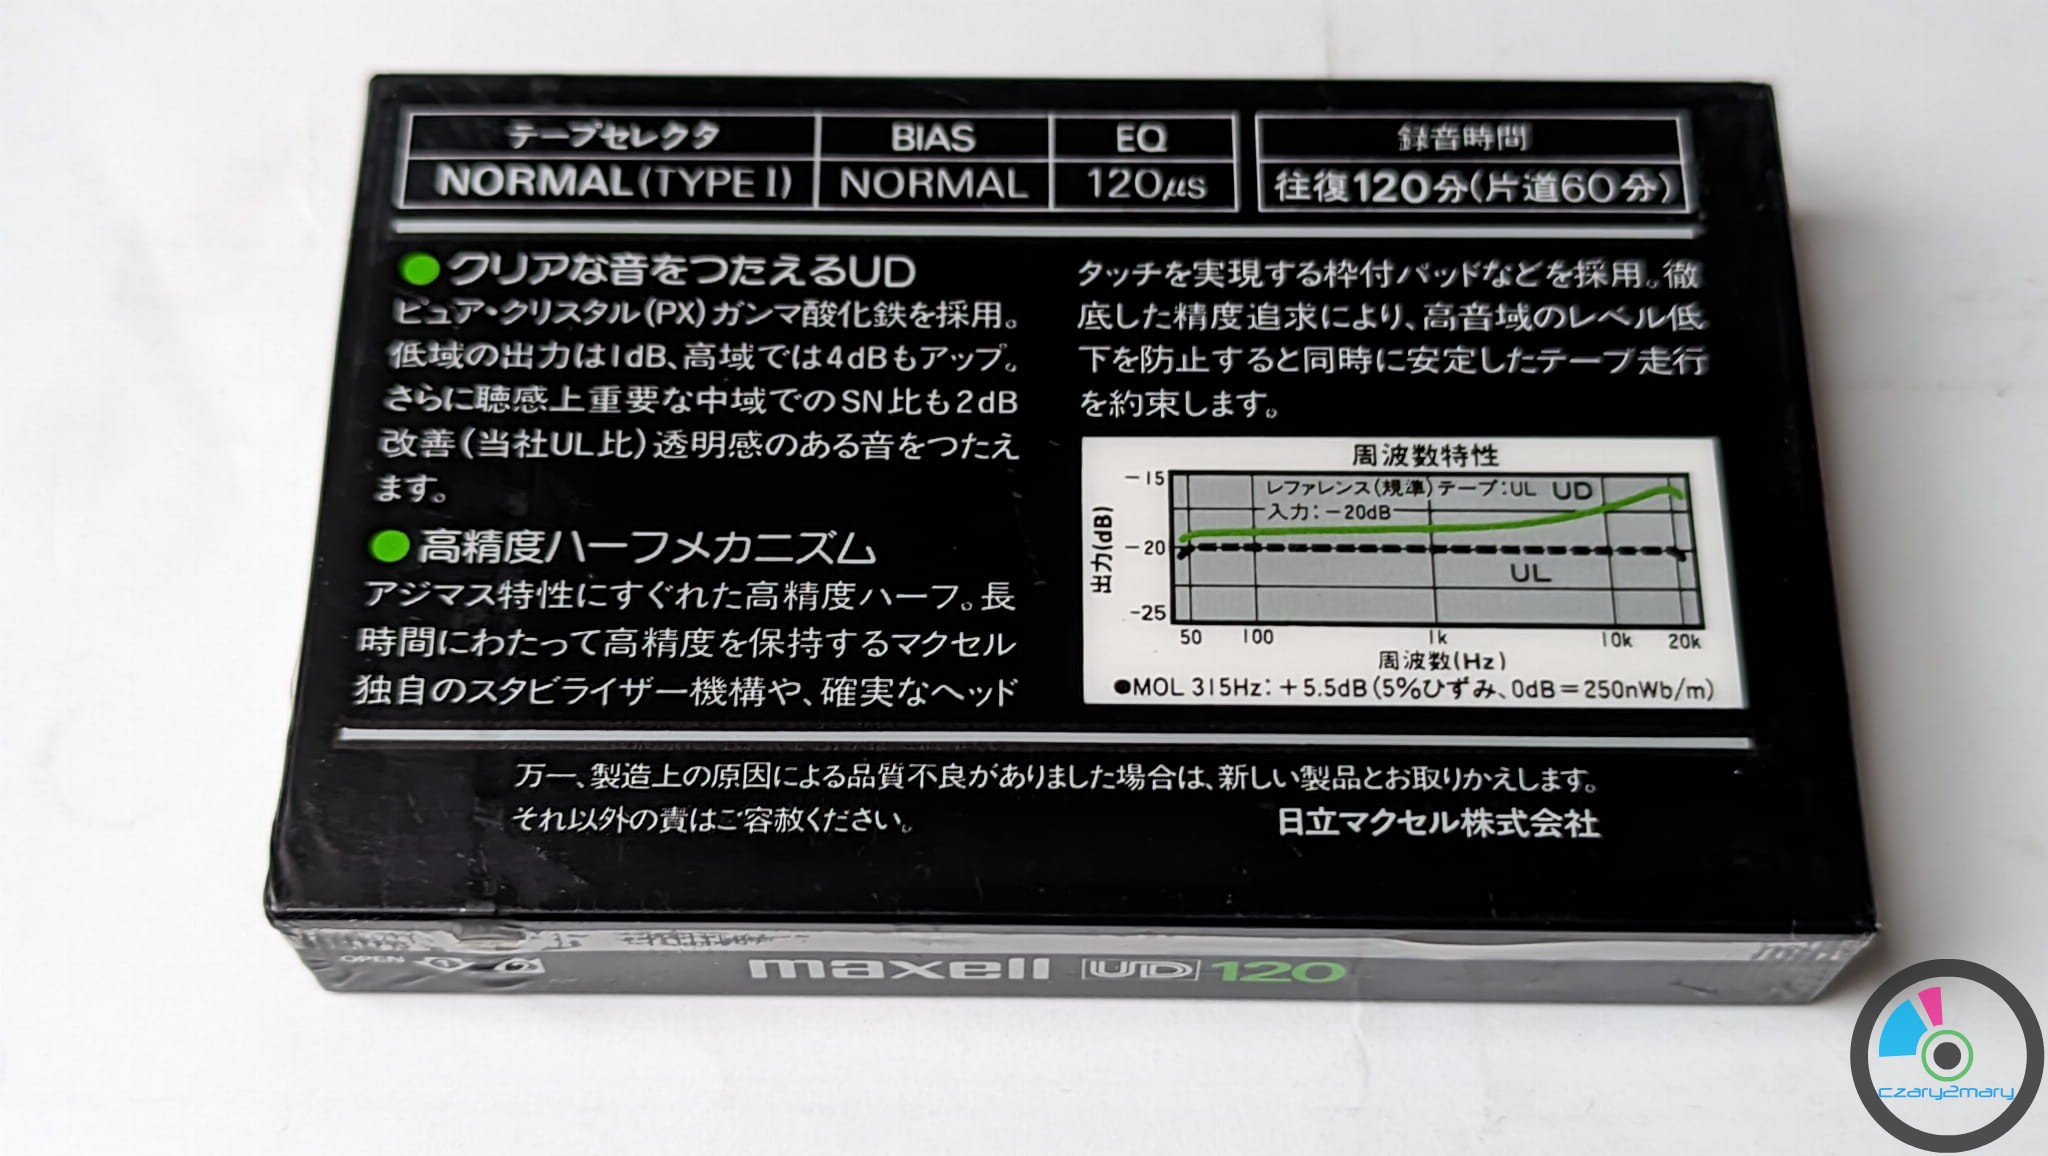 テープセレクタ BIAS EQ 録音時間
NORMAL(TYPE I) NORMAL 120μs 往復120分(片道60分)
●クリアな音をつたえるUD
ピュア・クリスタル(PX)ガンマ酸化鉄を採用。
低域の出力は1dB、高域では4dBもアップ。
さらに聴感上重要な中域でのSN比も2dB
改善(当社UL比)透明感のある音をつたえ
ます。
●高精度ハーフメカニズム
アジマス特性にすぐれた高精度ハーフ。長
時間にわたって高精度を保持するマクセル
独自のスタビライザー機構や、確実なヘッド
タッチを実現する枠付パッドなどを採用。徹
底した精度追求により、高音域のレベル低
下を防止すると同時に安定したテープ走行
を約束します。
周波数特性
レファレンス(規準)テープ:UL UD
入力:−20dB
UL
出力(dB)
−15
−20
−25
50 100 1k 10k 20k
周波数(Hz)
●MOL 315Hz:+5.5dB(5%ひずみ、0dB=250nWb/m)
万一、製造上の原因による品質不良がありました場合は、新しい製品とお取りかえします。
それ以外の責はご容赦ください。 日立マクセル株式会社
OPEN
maxell UD 120
czary2mary